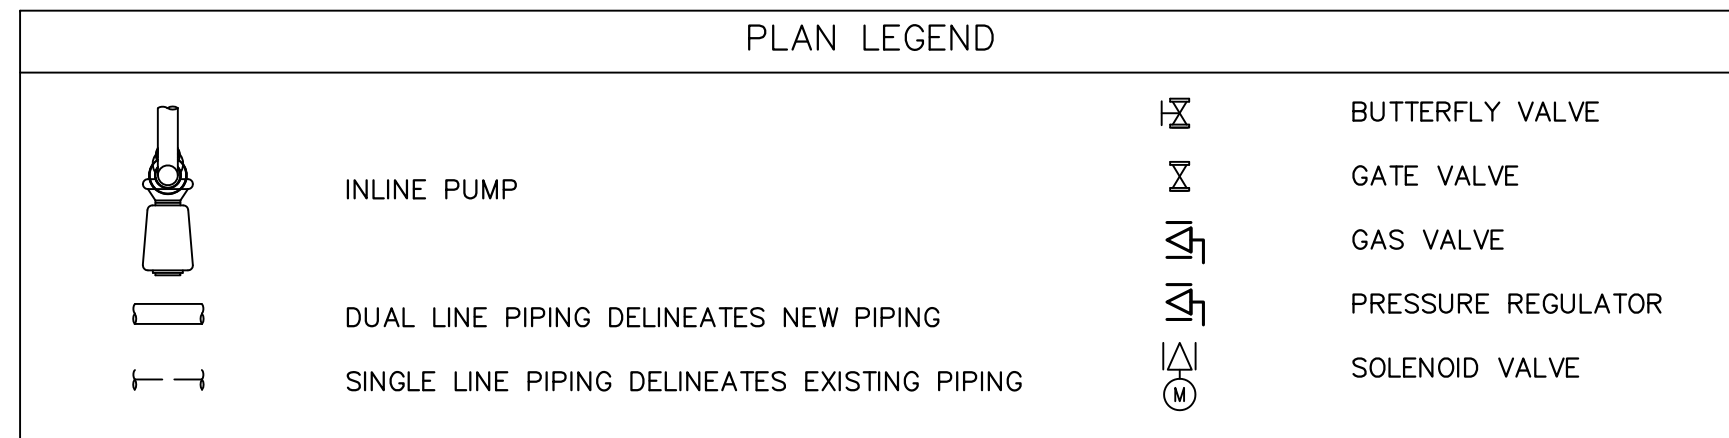 PLAN LEGEND
INLINE PUMP
DUAL LINE PIPING DELINEATES NEW PIPING
SINGLE LINE PIPING DELINEATES EXISTING PIPING
BUTTERFLY VALVE
GATE VALVE
GAS VALVE
PRESSURE REGULATOR
M
SOLENOID VALVE